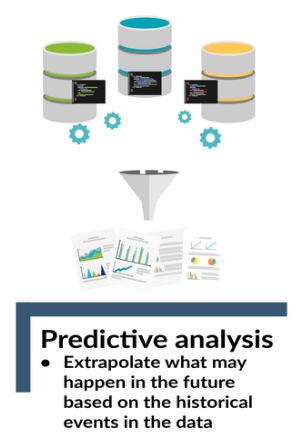 Predictive analysis
● Extrapolate what may
happen in the future
based on the historical
events in the data